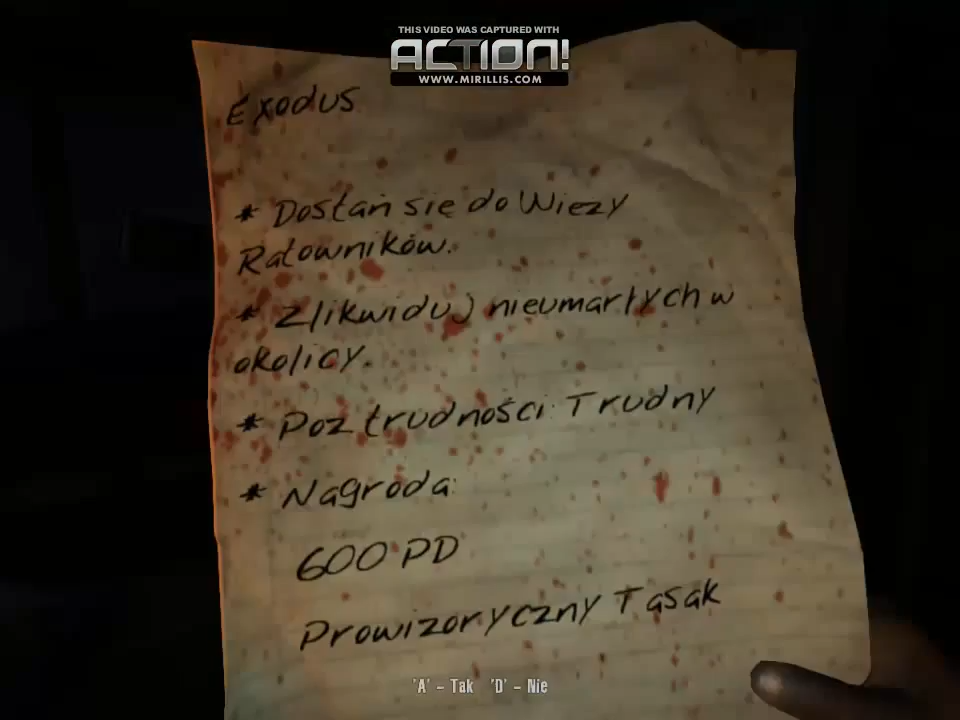 THIS VIDEO WAS CAPTURED WITH
ACTION!
WWW.MIRILLIS.COM
Exodus
* Dostań się do Wieży
Ratowników.
* Zlikwiduj nieumarłych w
okolicy.
* Poz trudności: Trudny
* Nagroda:
600 PD
Prowizoryczny Tasak
'A' - Tak 'D' - Nie